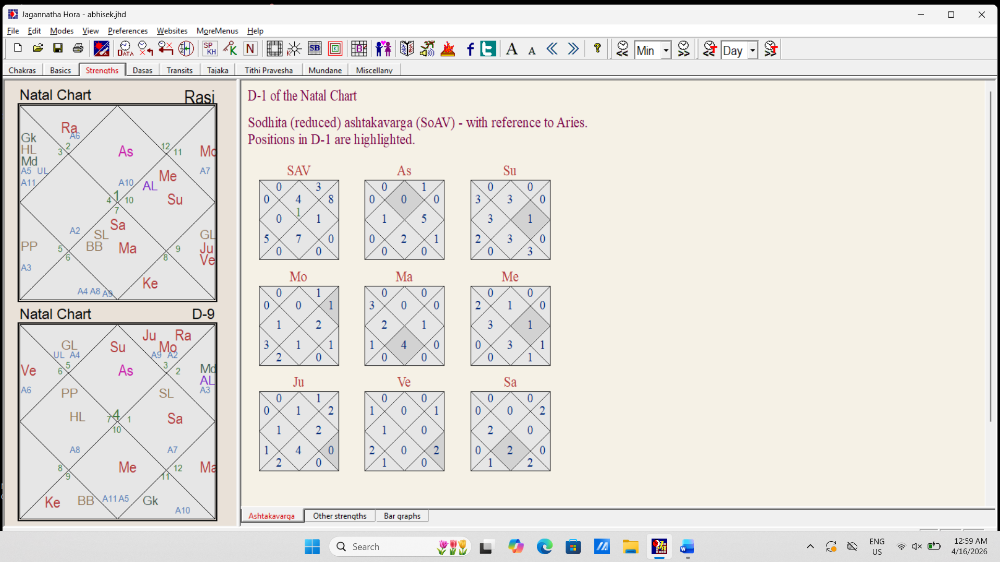 Jagannatha Hora - abhisek.jhd
File Edit Modes View Preferences Websites MoreMenus Help
DATA SP KH K N K SB K B f t A A ? Min Day
Chakras Basics Strengths Dasas Transits Tajaka Tithi Pravesha Mundane Miscellany
Natal Chart Rasi
Ra
A6
Gk
HL
Md
A5 UL
A11
2
3
As
12
11
Mo
A7
Me
A10 AL
Su
4 1 10
7
Sa
A2
SL
GL
PP
BB
Ma
Ju
Ve
5
6
9
8
A3
Ke
A4 A8 A9
Natal Chart D-9
Ju Ra
GL
Su
Mo
UL A4
A9 A2
5
6
3
2
Ve
As
Md
AL
A6
A3
PP
SL
HL
7 4 1
10
Sa
A8
A7
8
9
Me
12
11
Ma
Ke
BB
A11 A5
Gk
A10
D-1 of the Natal Chart
Sodhita (reduced) ashtakavarga (SoAV) - with reference to Aries.
Positions in D-1 are highlighted.
SAV As Su
0 3 0 1 0 0
0 4 8 0 0 0 3 3 0
1
0 1 1 5 3 1
5 7 0 0 2 1 2 3 0
0 0 0 0 0 3
Mo Ma Me
0 1 0 0 0 0
0 0 1 3 0 0 2 1 0
1 2 2 1 3 1
3 1 1 1 4 0 0 3 1
2 0 0 0 0 1
Ju Ve Sa
0 1 0 0 0 0
0 1 2 1 0 1 0 0 2
1 2 1 0 2 0
1 4 0 2 0 2 0 2 0
2 0 1 0 1 2
Ashtakavarga Other strengths Bar graphs
Search
ENG
US
12:59 AM
4/16/2026